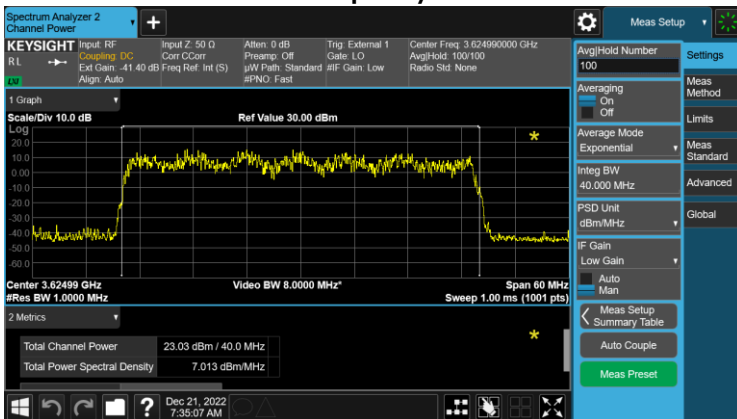 Spectrum Analyzer 2
Channel Power
Meas Setup
KEYSIGHT
RL
Input: RF
Coupling: DC
Ext Gain: -41.40 dB
Align: Auto
Input Z: 50 Ω
Corr CCorr
Freq Ref: Int (S)
Atten: 0 dB
Preamp: Off
µW Path: Standard
#PNO: Fast
Trig: External 1
Gate: LO
#IF Gain: Low
Center Freq: 3.624990000 GHz
Avg|Hold: 100/100
Radio Std: None
1 Graph
Scale/Div 10.0 dB
Ref Value 30.00 dBm
Log
20.0
10.0
0.00
-10.0
-20.0
-30.0
-40.0
-50.0
-60.0
Center 3.62499 GHz
Video BW 8.0000 MHz*
Span 60 MHz
#Res BW 1.0000 MHz
Sweep 1.00 ms (1001 pts)
2 Metrics
Total Channel Power 23.03 dBm / 40.0 MHz
Total Power Spectral Density 7.013 dBm/MHz
Dec 21, 2022
7:35:07 AM
Avg|Hold Number
100
Averaging
On
Off
Average Mode
Exponential
Integ BW
40.000 MHz
PSD Unit
dBm/MHz
IF Gain
Low Gain
Auto
Man
Meas Setup
Summary Table
Auto Couple
Meas Preset
Settings
Meas
Method
Limits
Meas
Standard
Advanced
Global